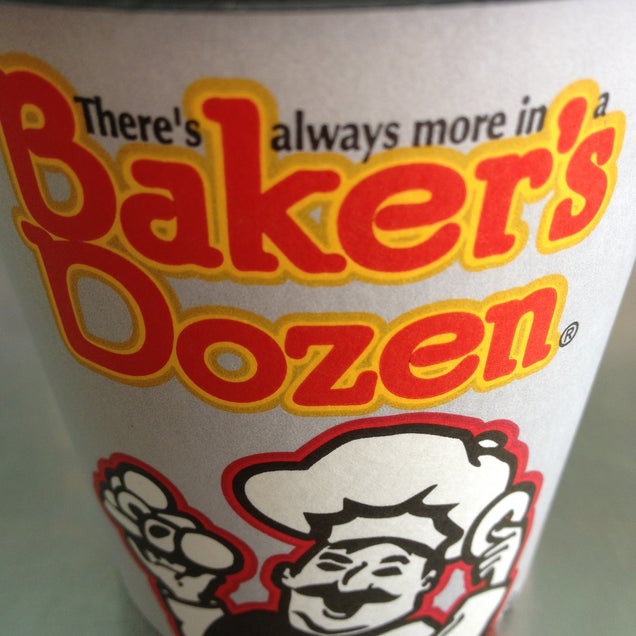 There's always more in a
Baker's
Dozen®